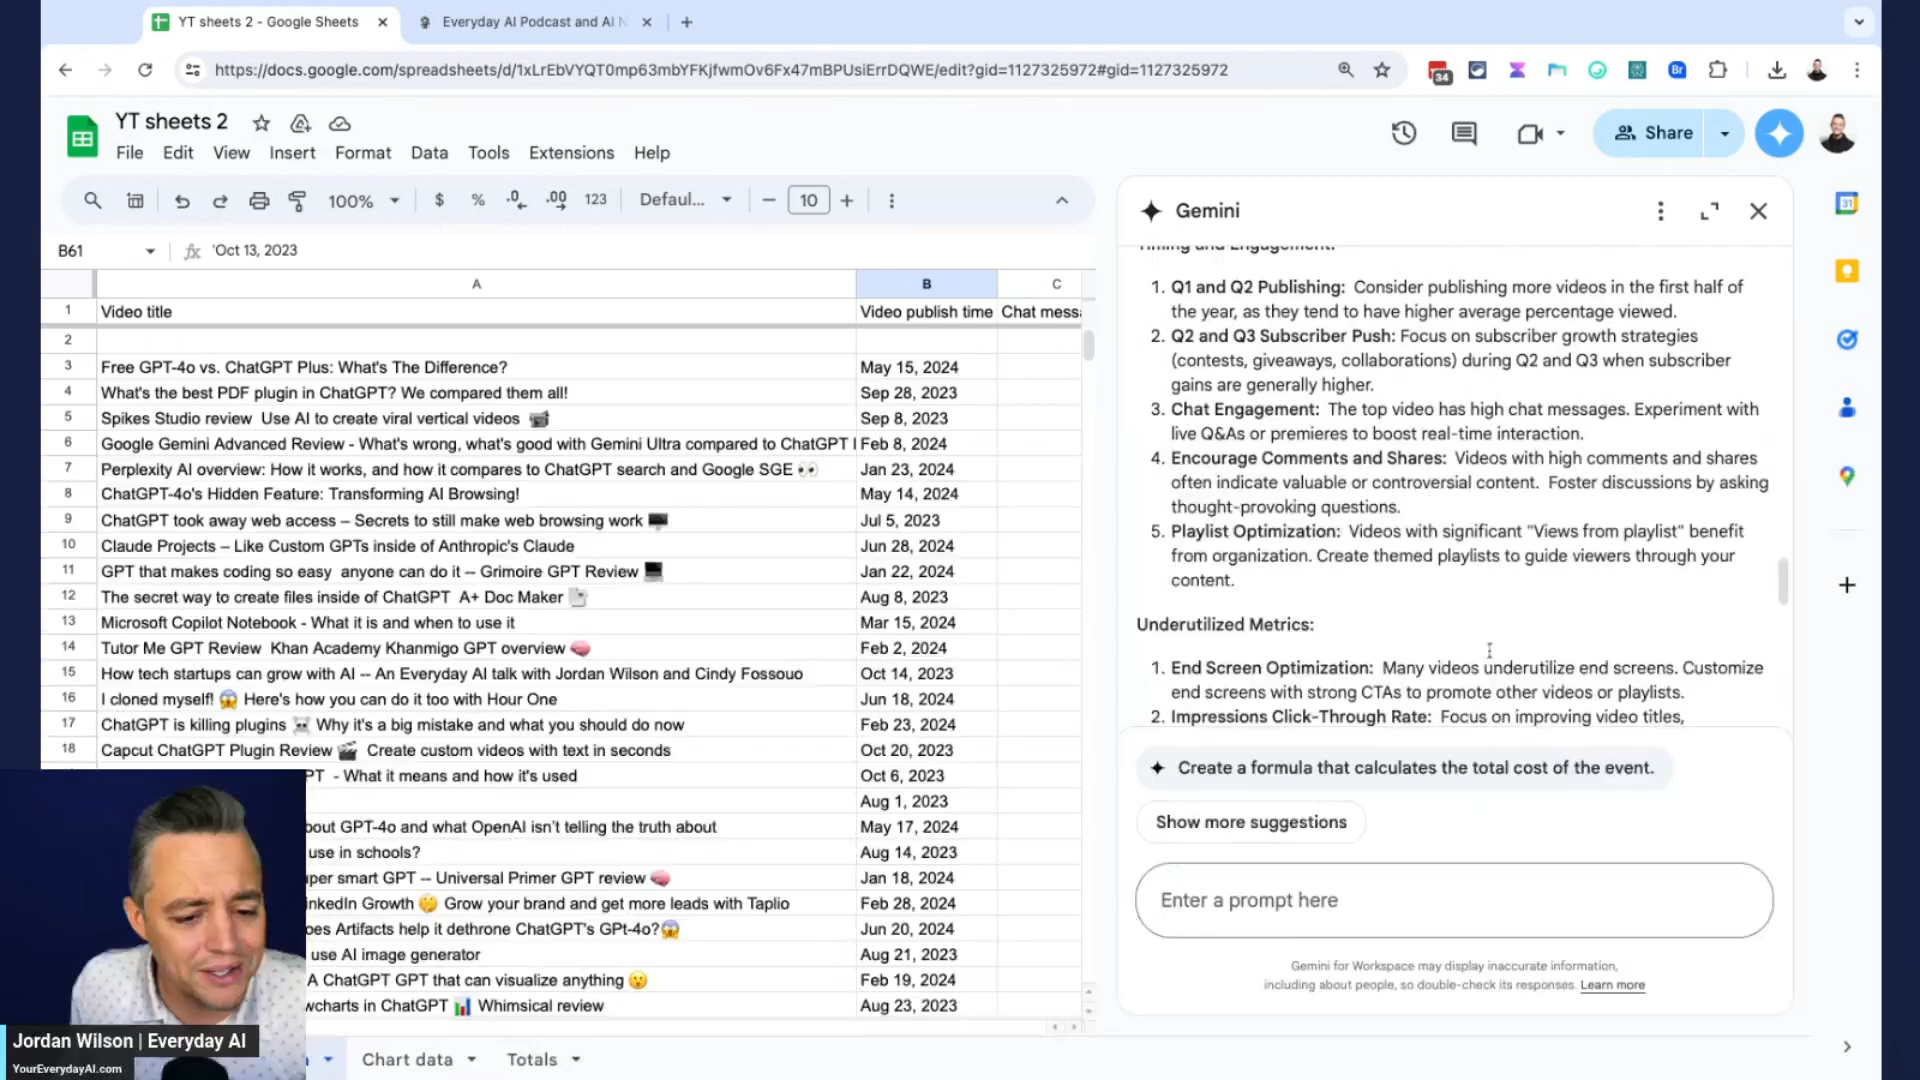 YT sheets 2 - Google Sheets
Everyday AI Podcast and AI N
https://docs.google.com/spreadsheets/d/1xLrEbVYQT0mp63mbYFKjfwmOv6Fx47mBPUsiErrDQWE/edit?gid=1127325972#gid=1127325972
34
Br
YT sheets 2
File Edit View Insert Format Data Tools Extensions Help
Share
100% $ % .0 .00 123 Defaul... − 10 +
B61 fx 'Oct 13, 2023
A B C
1 Video title Video publish time Chat messa
2
3 Free GPT-4o vs. ChatGPT Plus: What's The Difference? May 15, 2024
4 What's the best PDF plugin in ChatGPT? We compared them all! Sep 28, 2023
5 Spikes Studio review Use AI to create viral vertical videos 📹 Sep 8, 2023
6 Google Gemini Advanced Review - What's wrong, what's good with Gemini Ultra compared to ChatGPT Feb 8, 2024
7 Perplexity AI overview: How it works, and how it compares to ChatGPT search and Google SGE 👀 Jan 23, 2024
8 ChatGPT-4o's Hidden Feature: Transforming AI Browsing! May 14, 2024
9 ChatGPT took away web access – Secrets to still make web browsing work 💻 Jul 5, 2023
10 Claude Projects – Like Custom GPTs inside of Anthropic's Claude Jun 28, 2024
11 GPT that makes coding so easy anyone can do it -- Grimoire GPT Review 💻 Jan 22, 2024
12 The secret way to create files inside of ChatGPT A+ Doc Maker 📄 Aug 8, 2023
13 Microsoft Copilot Notebook - What it is and when to use it Mar 15, 2024
14 Tutor Me GPT Review Khan Academy Khanmigo GPT overview 🧠 Feb 2, 2024
15 How tech startups can grow with AI -- An Everyday AI talk with Jordan Wilson and Cindy Fossouo Oct 14, 2023
16 I cloned myself! 😱 Here's how you can do it too with Hour One Jun 18, 2024
17 ChatGPT is killing plugins ☠️ Why it's a big mistake and what you should do now Feb 23, 2024
18 Capcut ChatGPT Plugin Review 🎬 Create custom videos with text in seconds Oct 20, 2023
PT - What it means and how it's used Oct 6, 2023
Aug 1, 2023
bout GPT-4o and what OpenAI isn't telling the truth about May 17, 2024
use in schools? Aug 14, 2023
per smart GPT -- Universal Primer GPT review 🧠 Jan 18, 2024
inkedIn Growth 🤔 Grow your brand and get more leads with Taplio Feb 28, 2024
oes Artifacts help it dethrone ChatGPT's GPt-4o?😱 Jun 20, 2024
use AI image generator Aug 21, 2023
A ChatGPT GPT that can visualize anything 😮 Feb 19, 2024
wcharts in ChatGPT 📊 Whimsical review Aug 23, 2023
Chart data Totals
Gemini
Timing and Engagement:
1. Q1 and Q2 Publishing: Consider publishing more videos in the first half of
the year, as they tend to have higher average percentage viewed.
2. Q2 and Q3 Subscriber Push: Focus on subscriber growth strategies
(contests, giveaways, collaborations) during Q2 and Q3 when subscriber
gains are generally higher.
3. Chat Engagement: The top video has high chat messages. Experiment with
live Q&As or premieres to boost real-time interaction.
4. Encourage Comments and Shares: Videos with high comments and shares
often indicate valuable or controversial content. Foster discussions by asking
thought-provoking questions.
5. Playlist Optimization: Videos with significant "Views from playlist" benefit
from organization. Create themed playlists to guide viewers through your
content.
Underutilized Metrics:
1. End Screen Optimization: Many videos underutilize end screens. Customize
end screens with strong CTAs to promote other videos or playlists.
2. Impressions Click-Through Rate: Focus on improving video titles,
Create a formula that calculates the total cost of the event.
Show more suggestions
Enter a prompt here
Gemini for Workspace may display inaccurate information,
including about people, so double-check its responses. Learn more
31
Jordan Wilson | Everyday AI
YourEverydayAI.com